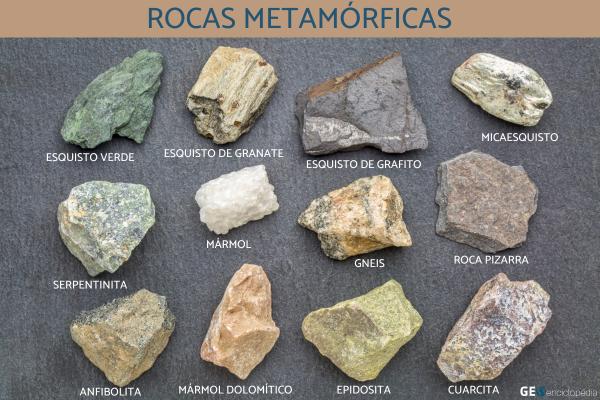 ROCAS METAMÓRFICAS
ESQUISTO VERDE
ESQUISTO DE GRANATE
ESQUISTO DE GRAFITO
MICAESQUISTO
SERPENTINITA
MÁRMOL
GNEIS
ROCA PIZARRA
ANFIBOLITA
MÁRMOL DOLOMÍTICO
EPIDOSITA
CUARCITA
GEO enciclopedia